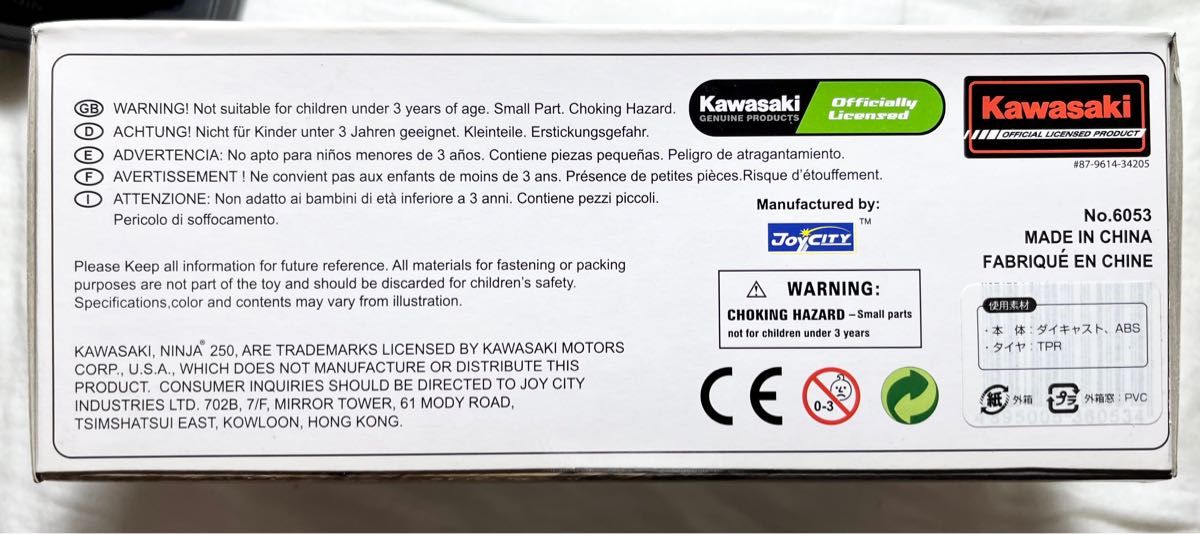 GB WARNING! Not suitable for children under 3 years of age. Small Part. Choking Hazard.
D ACHTUNG! Nicht für Kinder unter 3 Jahren geeignet. Kleinteile. Erstickungsgefahr.
E ADVERTENCIA: No apto para niños menores de 3 años. Contiene piezas pequeñas. Peligro de atragantamiento.
F AVERTISSEMENT ! Ne convient pas aux enfants de moins de 3 ans. Présence de petites pièces.Risque d'étouffement.
I ATTENZIONE: Non adatto ai bambini di età inferiore a 3 anni. Contiene pezzi piccoli.
Pericolo di soffocamento.
Kawasaki
GENUINE PRODUCTS
Officially
Licensed
Kawasaki
OFFICIAL LICENSED PRODUCT
#87-9614-34205
Please Keep all information for future reference. All materials for fastening or packing
purposes are not part of the toy and should be discarded for children's safety.
Specifications,color and contents may vary from illustration.
KAWASAKI, NINJA® 250, ARE TRADEMARKS LICENSED BY KAWASAKI MOTORS
CORP., U.S.A., WHICH DOES NOT MANUFACTURE OR DISTRIBUTE THIS
PRODUCT. CONSUMER INQUIRIES SHOULD BE DIRECTED TO JOY CITY
INDUSTRIES LTD. 702B, 7/F, MIRROR TOWER, 61 MODY ROAD,
TSIMSHATSUI EAST, KOWLOON, HONG KONG.
Manufactured by:
JOYCITY ™
⚠ WARNING:
CHOKING HAZARD – Small parts
not for children under 3 years
CE
0-3
No.6053
MADE IN CHINA
FABRIQUÉ EN CHINE
使用素材
・本 体：ダイキャスト、ABS
・タイヤ：TPR
紙 外箱 プラ 外箱窓：PVC